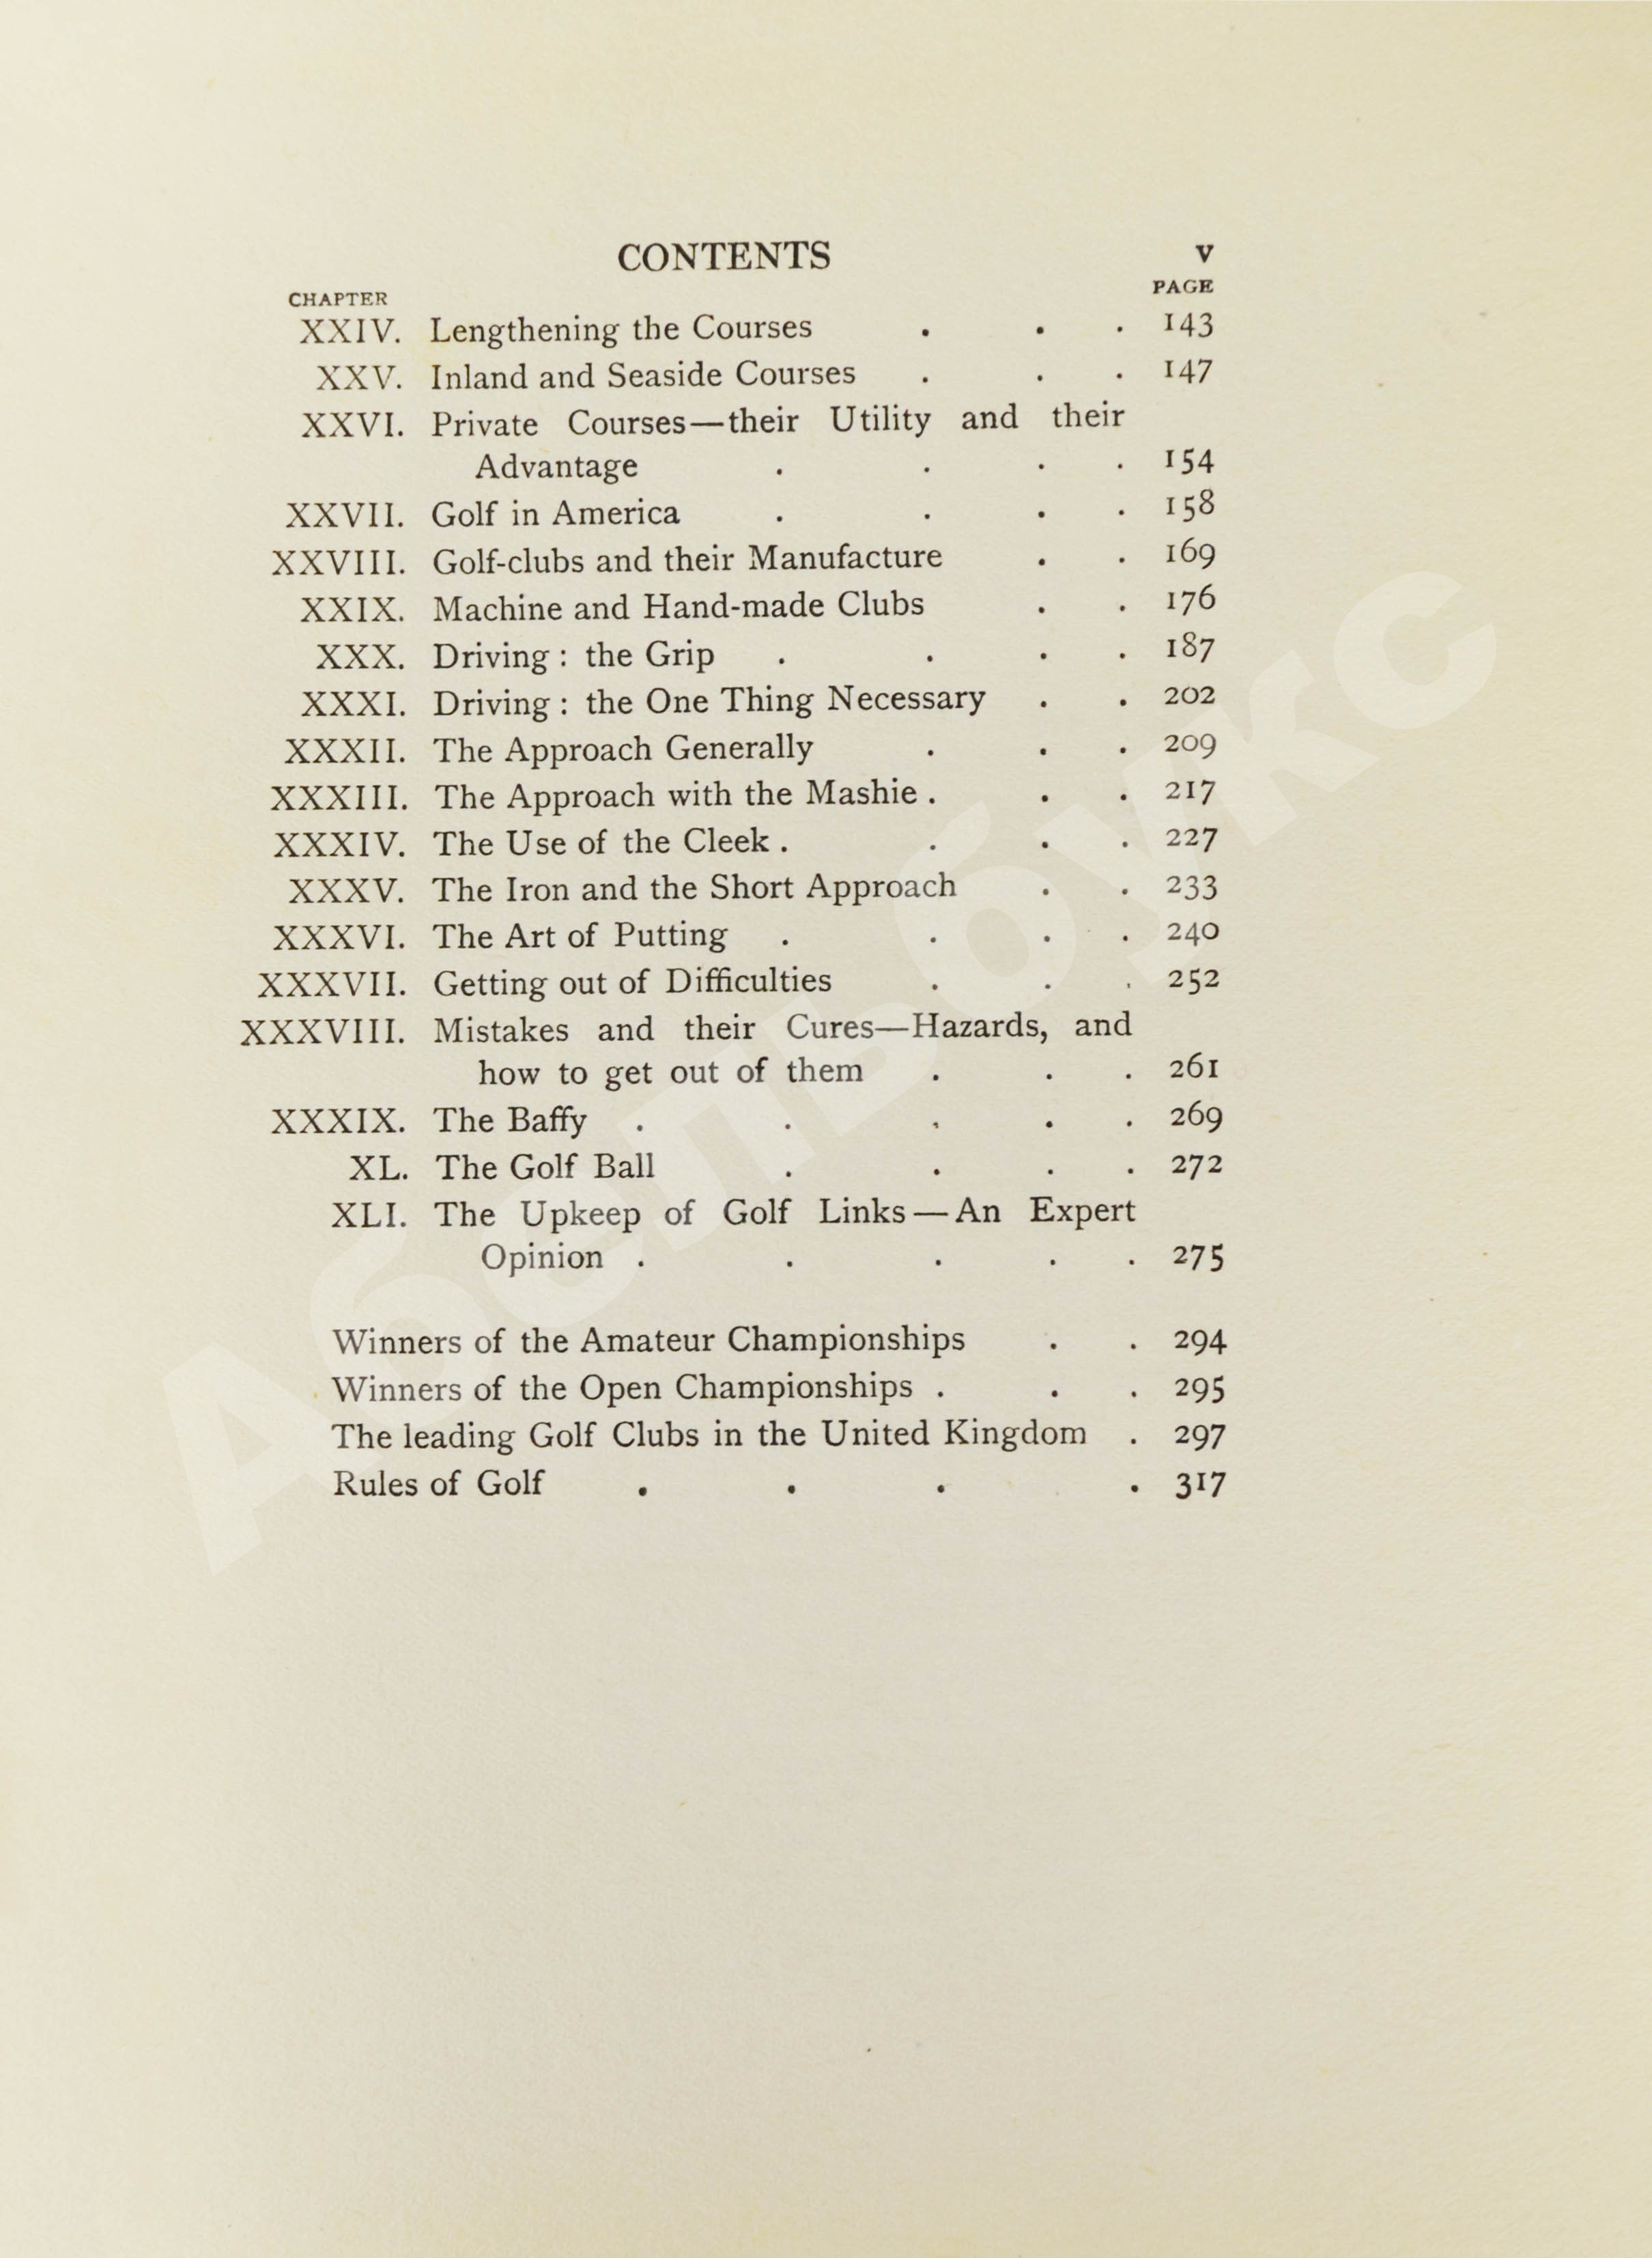 CONTENTS v
CHAPTER PAGE
XXIV. Lengthening the Courses . . . 143
XXV. Inland and Seaside Courses . . . 147
XXVI. Private Courses—their Utility and their
Advantage . . . . 154
XXVII. Golf in America . . . . 158
XXVIII. Golf-clubs and their Manufacture . . 169
XXIX. Machine and Hand-made Clubs . . 176
XXX. Driving : the Grip . . . . 187
XXXI. Driving : the One Thing Necessary . . 202
XXXII. The Approach Generally . . . 209
XXXIII. The Approach with the Mashie . . . 217
XXXIV. The Use of the Cleek . . . . 227
XXXV. The Iron and the Short Approach . . 233
XXXVI. The Art of Putting . . . . 240
XXXVII. Getting out of Difficulties . . . 252
XXXVIII. Mistakes and their Cures—Hazards, and
how to get out of them . . . 261
XXXIX. The Baffy . . . . . 269
XL. The Golf Ball . . . . 272
XLI. The Upkeep of Golf Links—An Expert
Opinion . . . . . 275
Winners of the Amateur Championships . . 294
Winners of the Open Championships . . . 295
The leading Golf Clubs in the United Kingdom . 297
Rules of Golf . . . . 317
Абельбукс